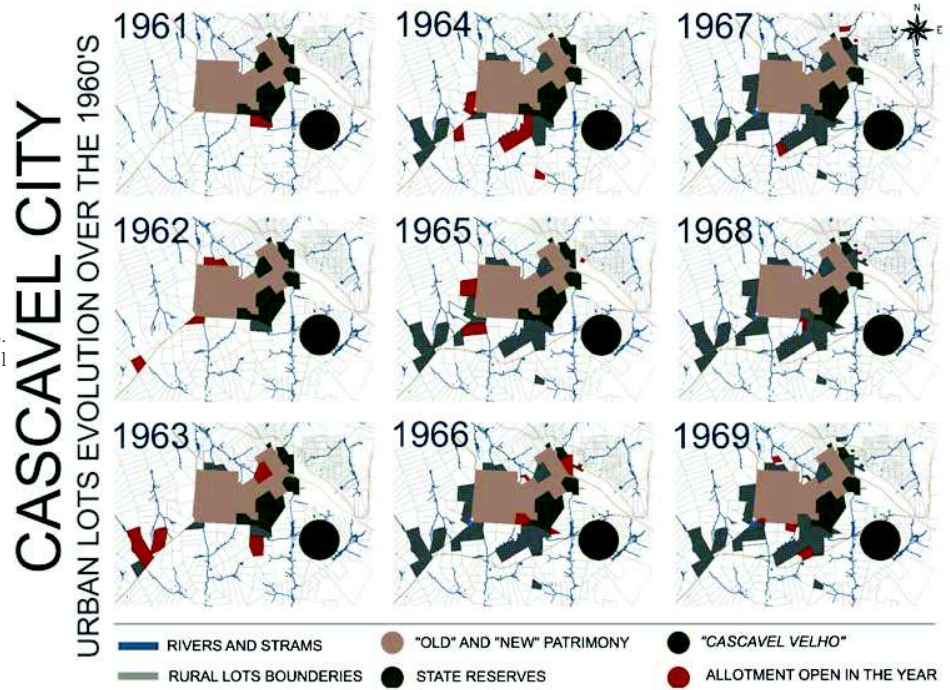 CASCAVEL CITY
URBAN LOTS EVOLUTION OVER THE 1960'S
.
l
1961
1964
1967
N
W E
S
1962
1965
1968
1963
1966
1969
RIVERS AND STRAMS
"OLD" AND "NEW" PATRIMONY
"CASCAVEL VELHO"
RURAL LOTS BOUNDERIES
STATE RESERVES
ALLOTMENT OPEN IN THE YEAR